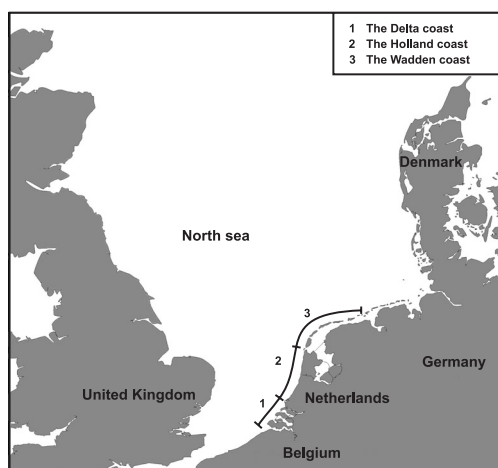 1 The Delta coast
2 The Holland coast
3 The Wadden coast
Denmark
North sea
3
2
Germany
United Kingdom
1
Netherlands
Belgium